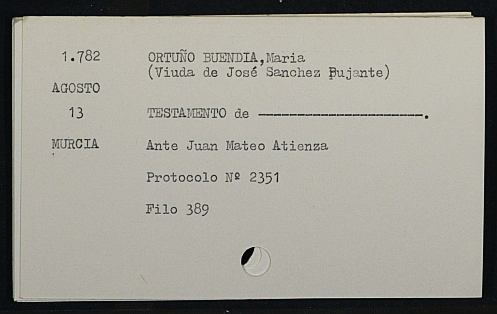 1.782 ORTUÑO BUENDIA,Maria
(Viuda de José Sanchez Pujante)
AGOSTO
13 TESTAMENTO de ------------------------.
MURCIA Ante Juan Mateo Atienza
Protocolo Nº 2351
Filo 389